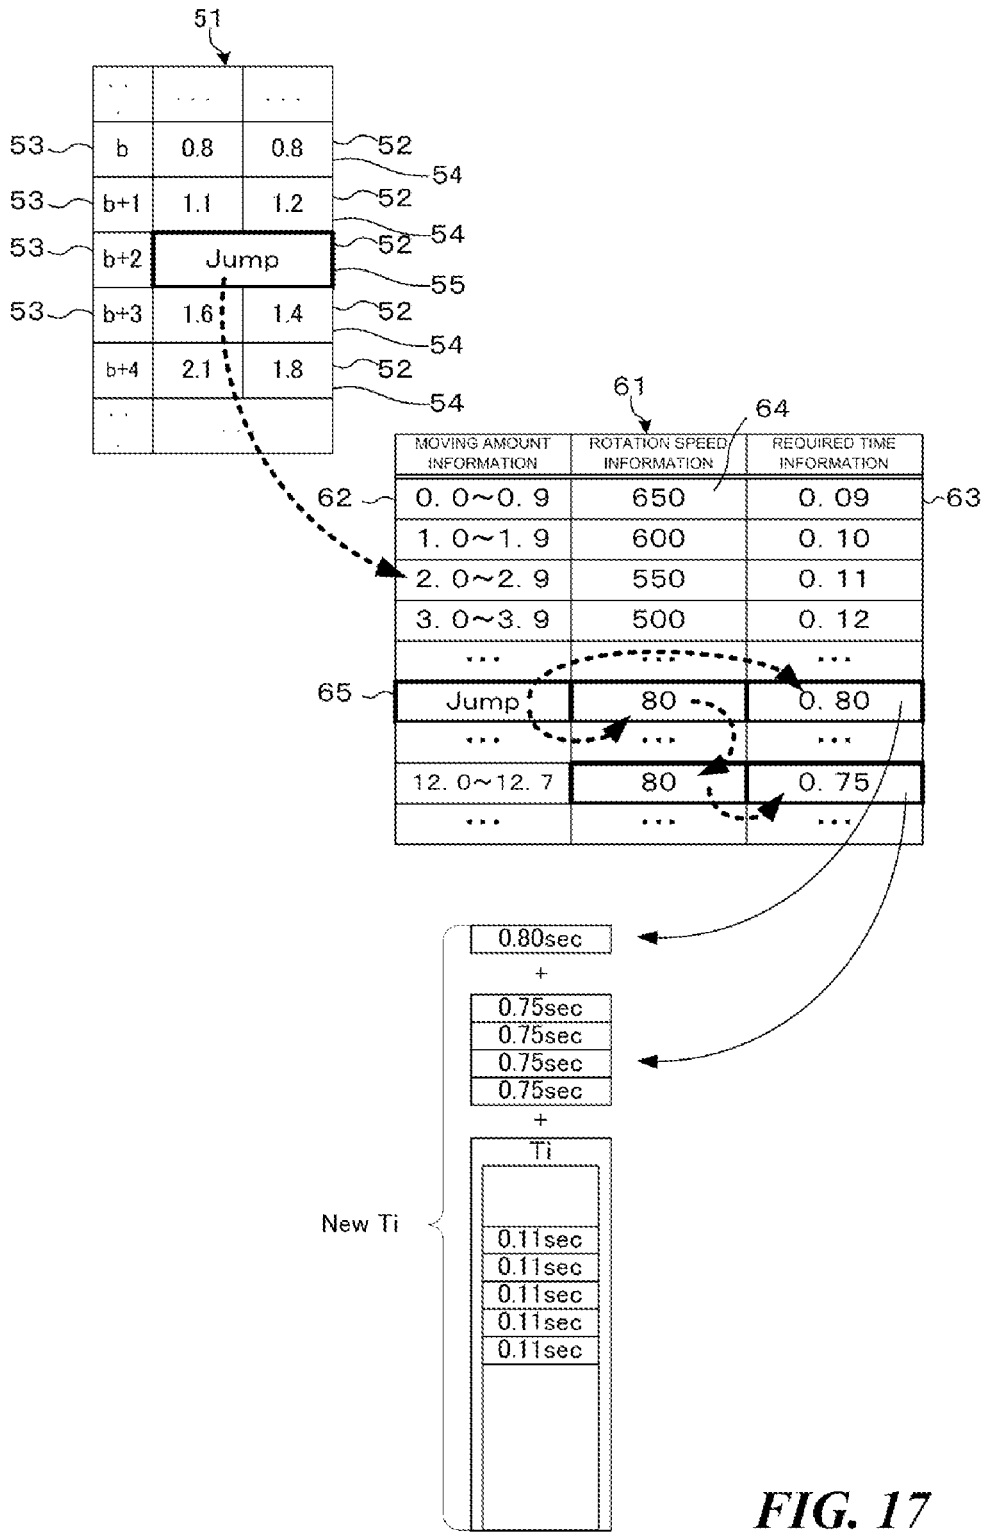 51
. . . . . . . . .
53 b 0.8 0.8 52
54
53 b+1 1.1 1.2 52
54
53 b+2 Jump 52
55
53 b+3 1.6 1.4 52
54
b+4 2.1 1.8 52
54
61
64
MOVING AMOUNT INFORMATION
ROTATION SPEED INFORMATION
REQUIRED TIME INFORMATION
62 0. 0~0. 9 650 0. 09 63
1. 0~1. 9 600 0. 10
2. 0~2. 9 550 0. 11
3. 0~3. 9 500 0. 12
... ... ...
65 Jump 80 0. 80
... ... ...
12. 0~12. 7 80 0. 75
... ... ...
0.80sec
+
0.75sec
0.75sec
0.75sec
0.75sec
+
Ti
New Ti
0.11sec
0.11sec
0.11sec
0.11sec
0.11sec
FIG. 17